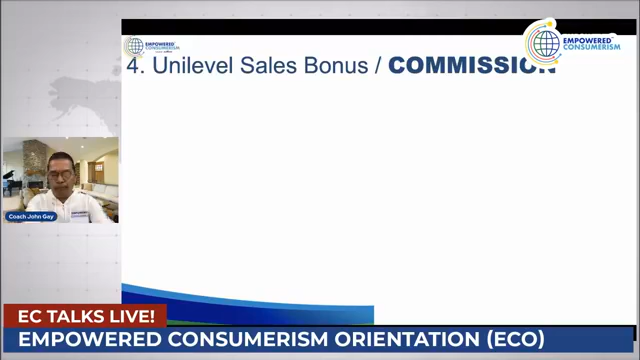 EMPOWERED
CONSUMERISM
EMPOWERED
CONSUMERISM
4. Unilevel Sales Bonus / COMMISSION
Coach John Gay
EC TALKS LIVE!
EMPOWERED CONSUMERISM ORIENTATION (ECO)